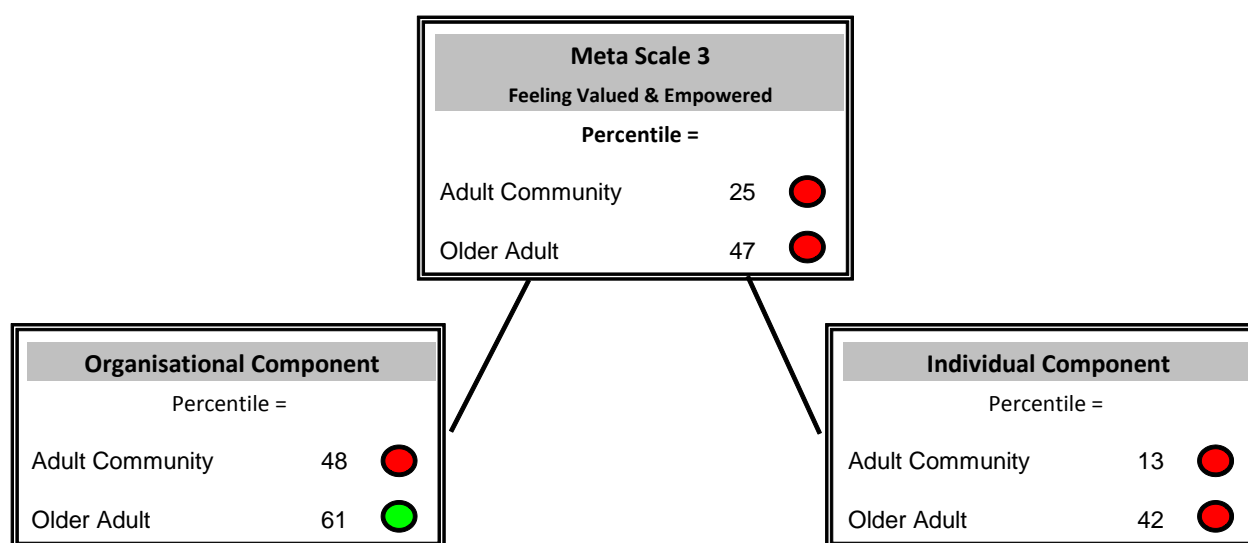 Meta Scale 3
Feeling Valued & Empowered
Percentile =
Adult Community 25
Older Adult 47
Organisational Component
Percentile =
Adult Community 48
Older Adult 61
Individual Component
Percentile =
Adult Community 13
Older Adult 42